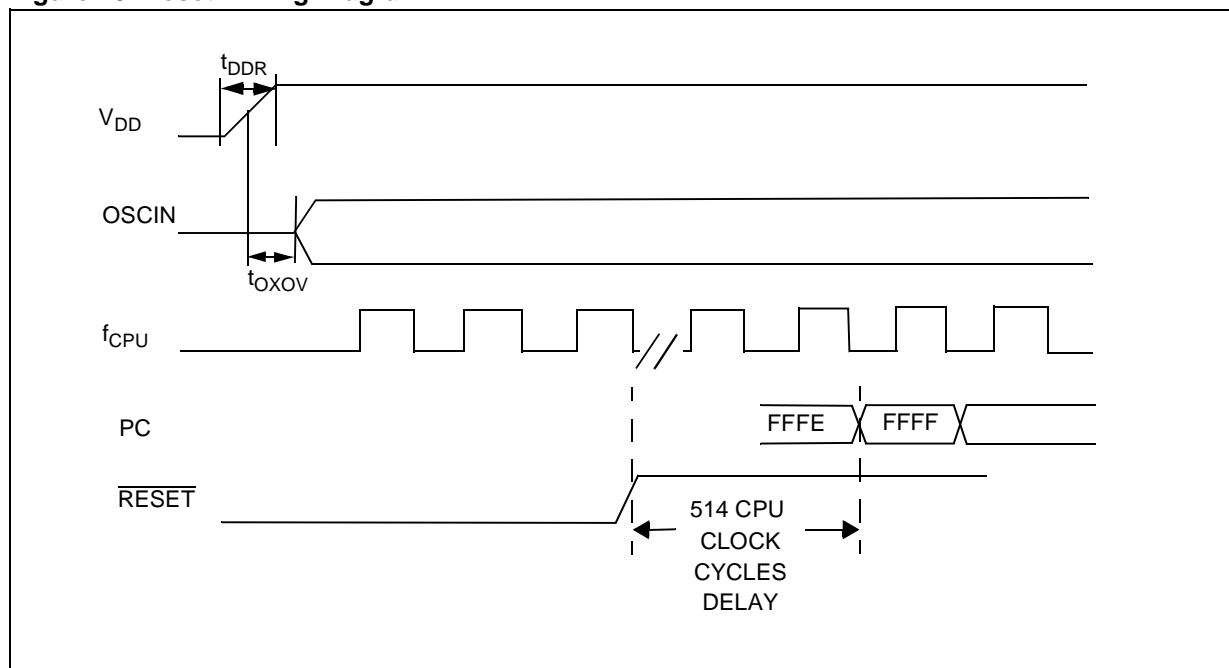 tDDR
VDD
OSCIN
tOXOV
fCPU
PC
FFFE
FFFF
RESET
514 CPU
CLOCK
CYCLES
DELAY